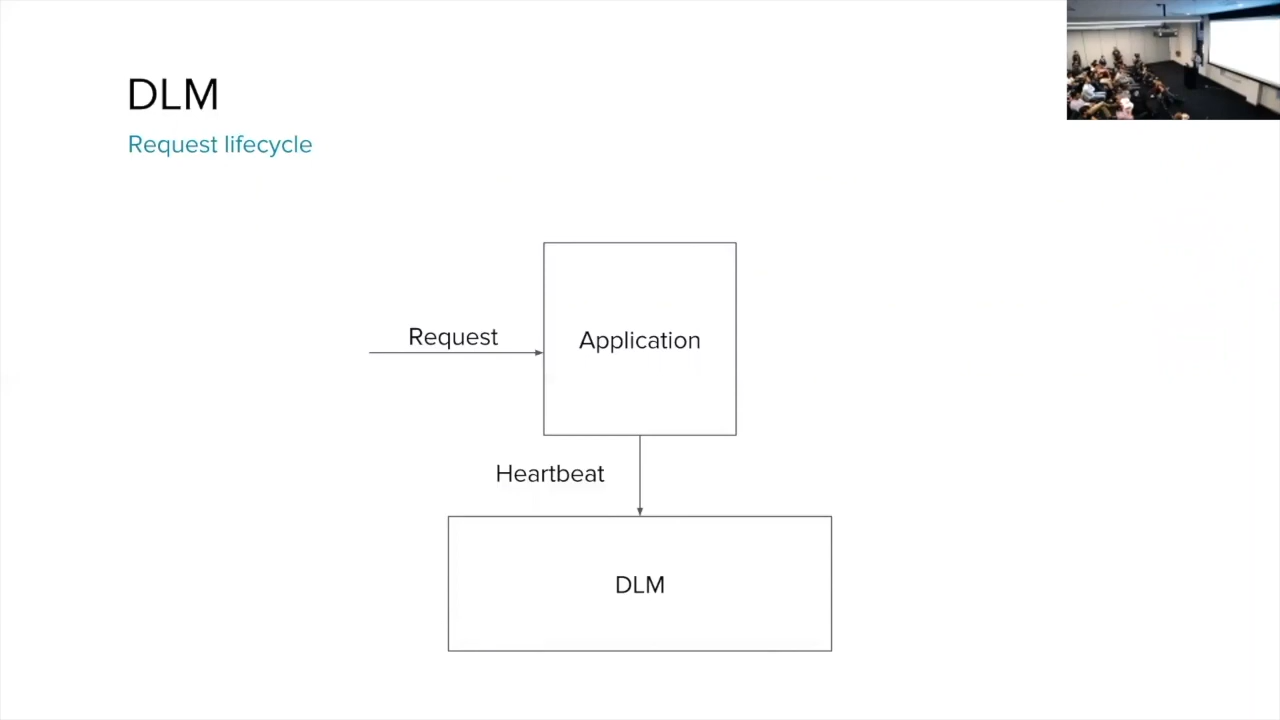 DLM
Request lifecycle
Request
Application
Heartbeat
DLM